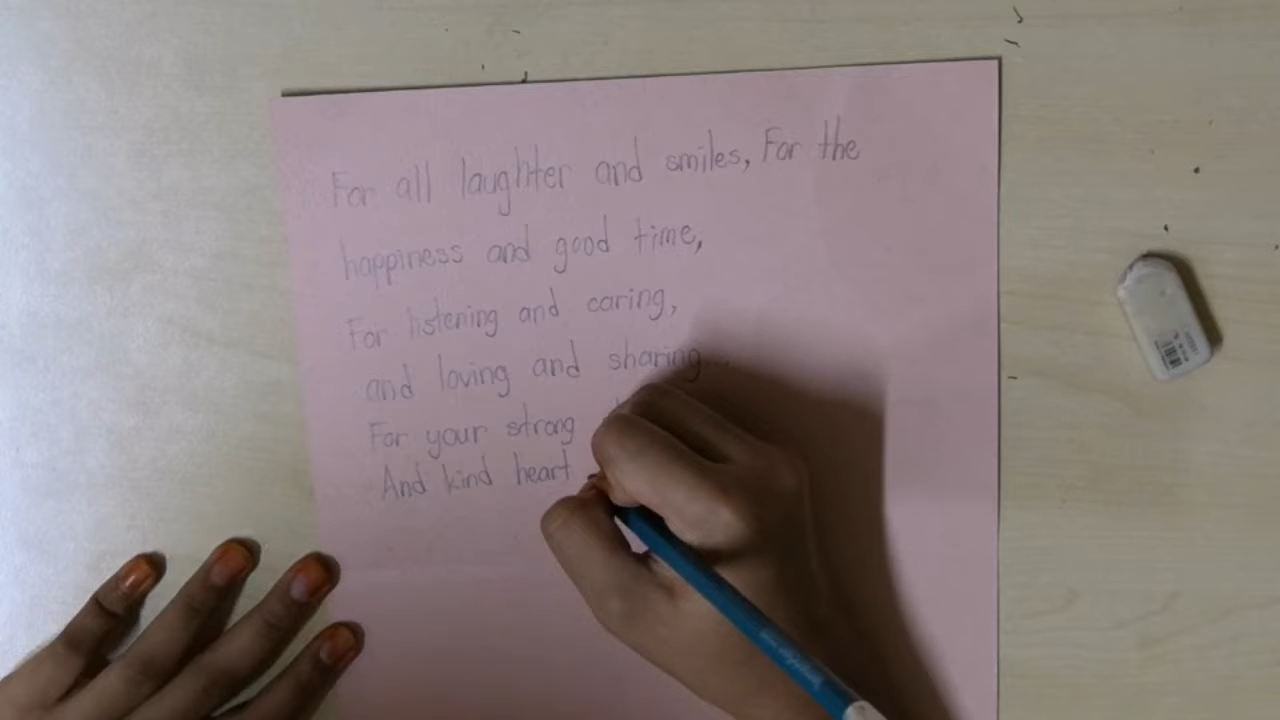 For all laughter and smiles, For the
happiness and good time,
For listening and caring,
and loving and sharing...
For your strong
And kind heart